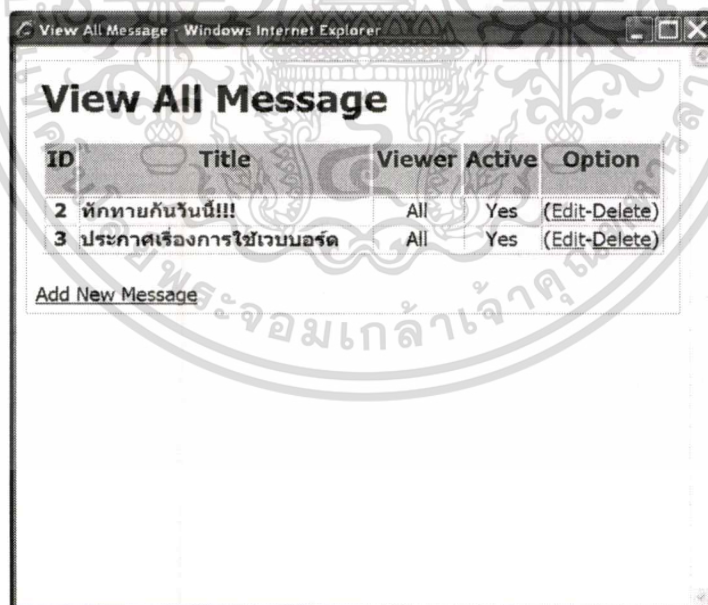 View All Message - Windows Internet Explorer
View All Message
ID Title Viewer Active Option
2 ทักทายกันวันนี้!!! All Yes (Edit-Delete)
3 ประกาศเรื่องการใช้เวบบอร์ด All Yes (Edit-Delete)
Add New Message